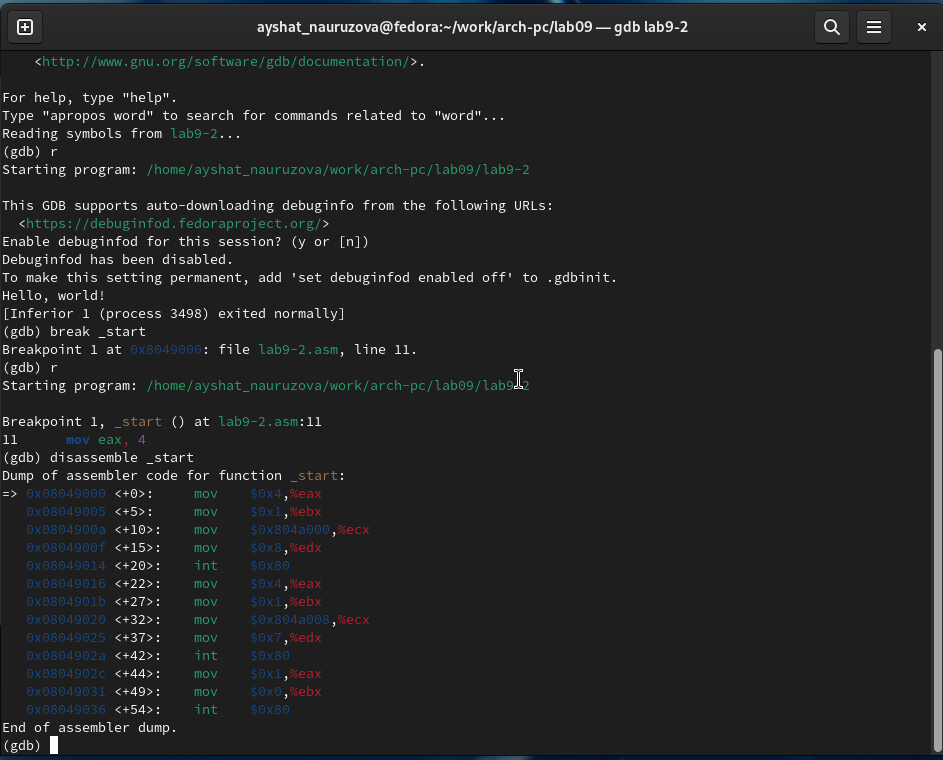 ayshat_nauruzova@fedora:~/work/arch-pc/lab09 — gdb lab9-2
<http://www.gnu.org/software/gdb/documentation/>.
For help, type "help".
Type "apropos word" to search for commands related to "word"...
Reading symbols from lab9-2...
(gdb) r
Starting program: /home/ayshat_nauruzova/work/arch-pc/lab09/lab9-2
This GDB supports auto-downloading debuginfo from the following URLs:
<https://debuginfod.fedoraproject.org/>
Enable debuginfod for this session? (y or [n])
Debuginfod has been disabled.
To make this setting permanent, add 'set debuginfod enabled off' to .gdbinit.
Hello, world!
[Inferior 1 (process 3498) exited normally]
(gdb) break _start
Breakpoint 1 at 0x8049000: file lab9-2.asm, line 11.
(gdb) r
Starting program: /home/ayshat_nauruzova/work/arch-pc/lab09/lab9-2
Breakpoint 1, _start () at lab9-2.asm:11
11 mov eax, 4
(gdb) disassemble _start
Dump of assembler code for function _start:
=> 0x08049000 <+0>: mov $0x4,%eax
0x08049005 <+5>: mov $0x1,%ebx
0x0804900a <+10>: mov $0x804a000,%ecx
0x0804900f <+15>: mov $0x8,%edx
0x08049014 <+20>: int $0x80
0x08049016 <+22>: mov $0x4,%eax
0x0804901b <+27>: mov $0x1,%ebx
0x08049020 <+32>: mov $0x804a008,%ecx
0x08049025 <+37>: mov $0x7,%edx
0x0804902a <+42>: int $0x80
0x0804902c <+44>: mov $0x1,%eax
0x08049031 <+49>: mov $0x0,%ebx
0x08049036 <+54>: int $0x80
End of assembler dump.
(gdb)